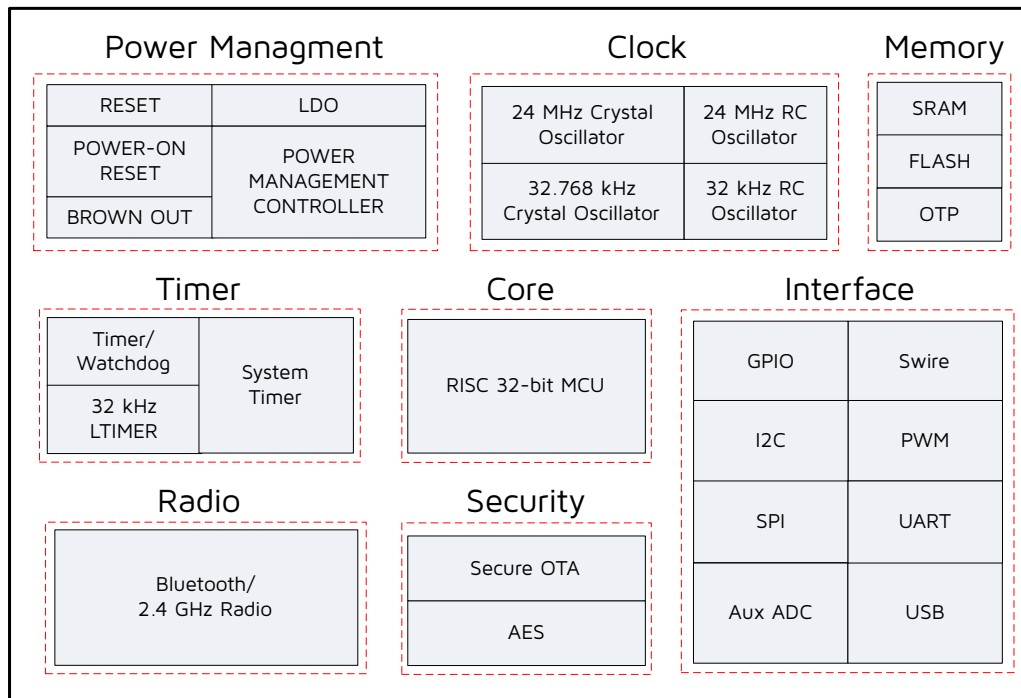 Power Managment
RESET
LDO
POWER-ON
RESET
POWER
MANAGEMENT
CONTROLLER
BROWN OUT
Clock
24 MHz Crystal
Oscillator
24 MHz RC
Oscillator
32.768 kHz
Crystal Oscillator
32 kHz RC
Oscillator
Memory
SRAM
FLASH
OTP
Timer
Timer/
Watchdog
32 kHz
LTIMER
System
Timer
Core
RISC 32-bit MCU
Interface
GPIO
Swire
I2C
PWM
SPI
UART
Aux ADC
USB
Radio
Bluetooth/
2.4 GHz Radio
Security
Secure OTA
AES